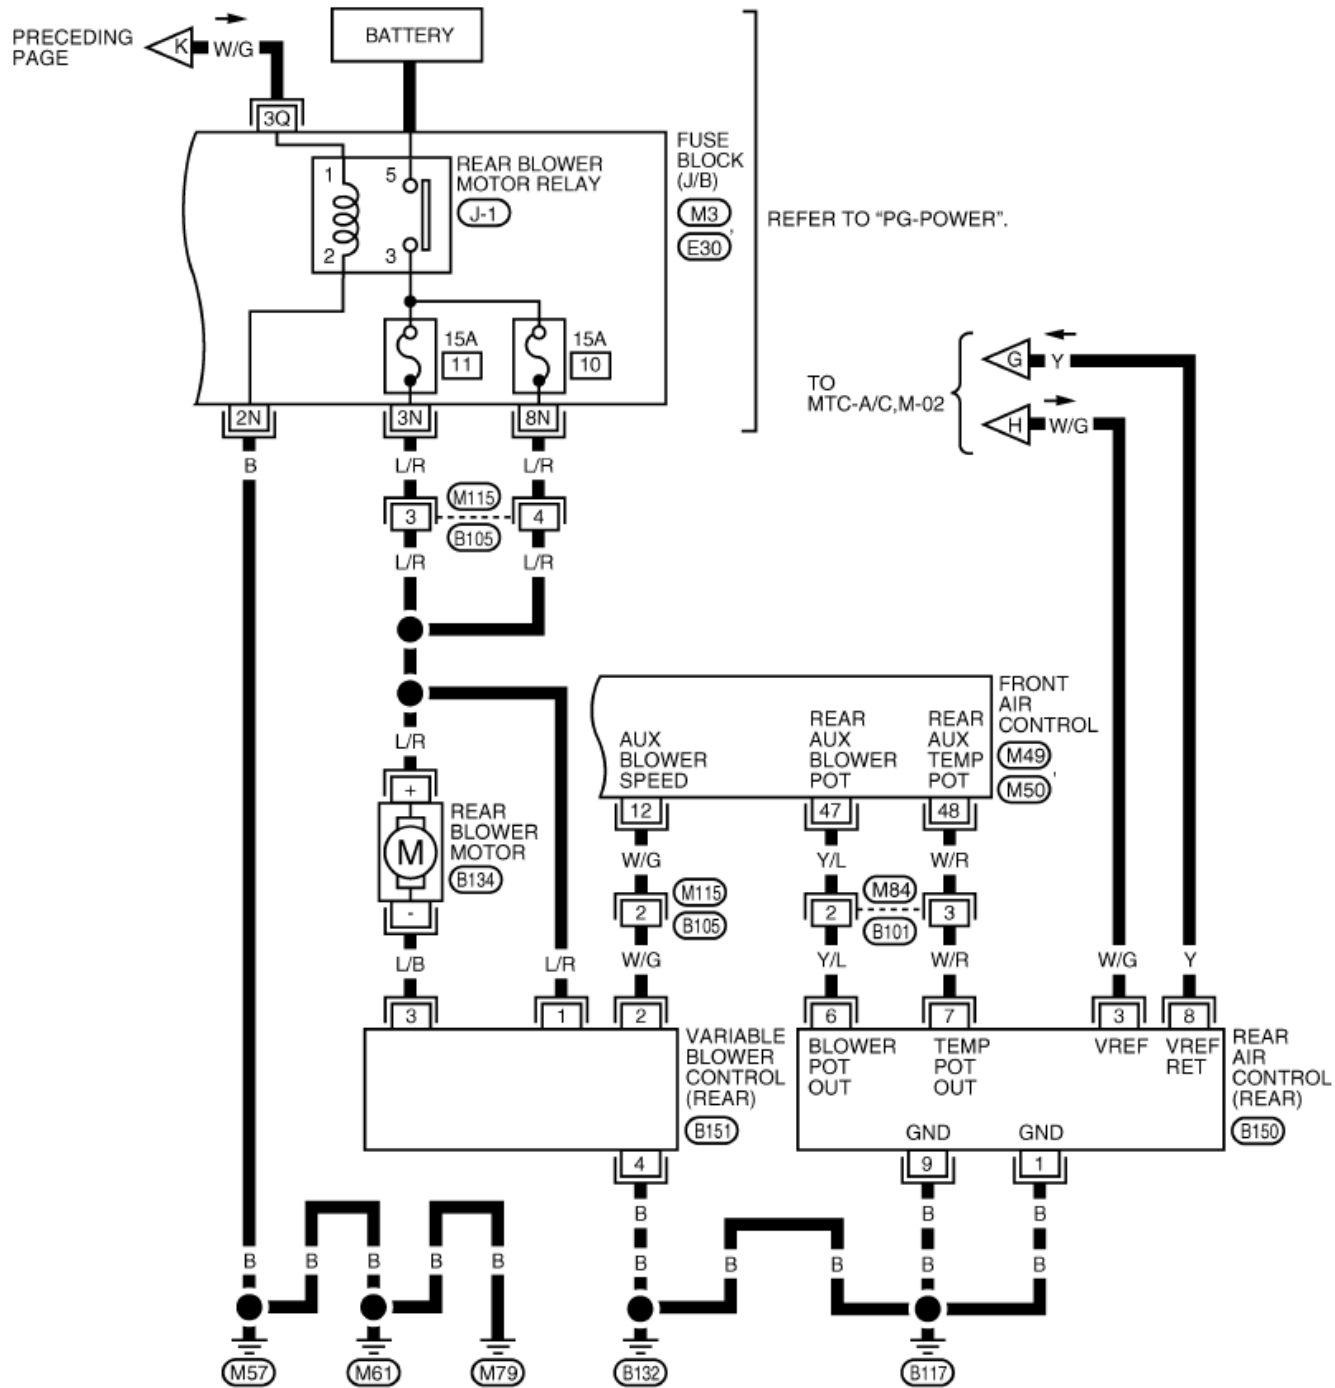 PRECEDING
PAGE
K
W/G
BATTERY
3Q
FUSE
BLOCK
(J/B)
M3,
E30
REFER TO “PG-POWER”.
REAR BLOWER
MOTOR RELAY
J-1
1
5
2
3
15A
11
15A
10
2N
3N
8N
B
L/R
L/R
3
M115
B105
4
L/R
L/R
TO
MTC-A/C,M-02
G
Y
H
W/G
L/R
FRONT
AIR
CONTROL
M49,
M50
AUX
BLOWER
SPEED
REAR
AUX
BLOWER
POT
REAR
AUX
TEMP
POT
12
47
48
+
REAR
BLOWER
MOTOR
B134
M
-
W/G
Y/L
W/R
2
M115
B105
2
M84
B101
3
L/B
L/R
W/G
Y/L
W/R
W/G
Y
3
1
2
6
7
3
8
VARIABLE
BLOWER
CONTROL
(REAR)
B151
BLOWER
POT
OUT
TEMP
POT
OUT
VREF
VREF
RET
REAR
AIR
CONTROL
(REAR)
B150
GND
GND
4
9
1
B
B
B
B
B
B
B
B
B
B
B
B
B
M57
M61
M79
B132
B117